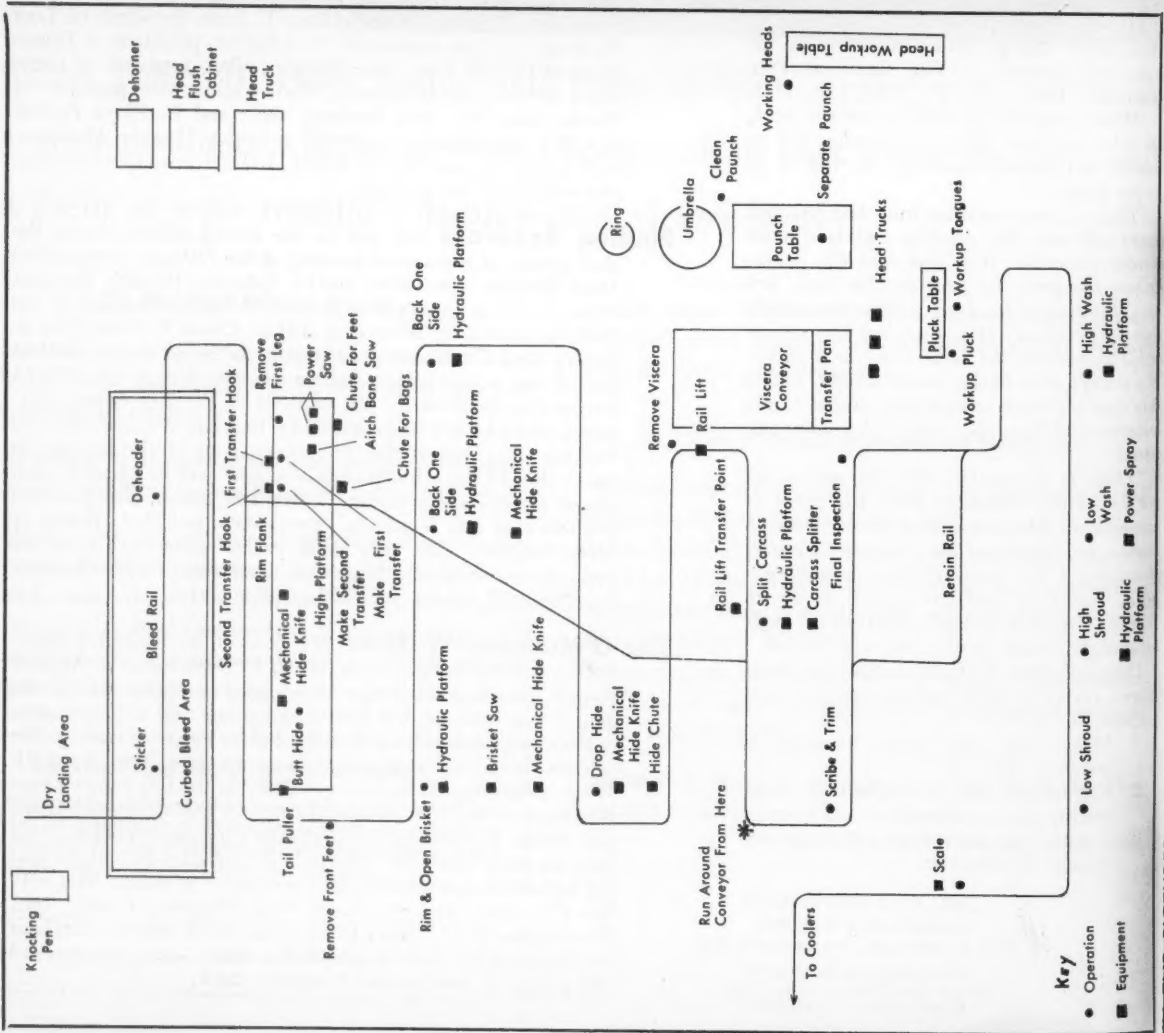 Knocking
Pen
Dry
Landing Area
Sticker
Bleed Rail
Deheader
Curbed Bleed Area
Dehorner
Head
Flush
Cabinet
Head
Truck
Second Transfer Hook
First Transfer Hook
Remove
First Leg
Rim Flank
Power
Saw
Aitch Bone Saw
Chute For Feet
Chute For Bags
Tail Puller
Butt Hide
Mechanical
Hide Knife
High Platform
Make Second
Transfer
Make First
Transfer
Remove Front Feet
Rim & Open Brisket
Hydraulic Platform
Brisket Saw
Mechanical Hide Knife
Back One
Side
Hydraulic Platform
Mechanical
Hide Knife
Back One
Side
Hydraulic Platform
Drop Hide
Mechanical
Hide Knife
Hide Chute
Ring
Umbrella
Clean
Paunch
Paunch
Table
Separate Paunch
Working Heads
Head Workup Table
Remove Viscera
Rail Lift
Viscera
Conveyor
Transfer Pan
Head Trucks
Rail Lift Transfer Point
Split Carcass
Hydraulic Platform
Carcass Splitter
Final Inspection
Run Around
Conveyor From Here
Scribe & Trim
Retain Rail
Pluck Table
Workup Pluck
Workup Tongues
To Coolers
Scale
Low Shroud
High
Shroud
Hydraulic
Platform
Low
Wash
Power Spray
High Wash
Hydraulic
Platform
Key
Operation
Equipment